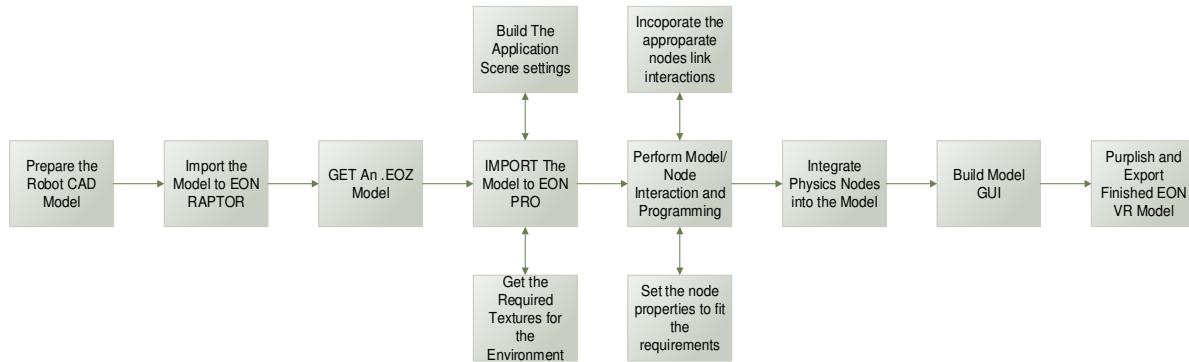 Build The
Application
Scene settings
Incoporate the
approparate
nodes link
interactions
Prepare the
Robot CAD
Model
Import the
Model to EON
RAPTOR
GET An .EOZ
Model
IMPORT The
Model to EON
PRO
Perform Model/
Node
Interaction and
Programming
Integrate
Physics Nodes
into the Model
Build Model
GUI
Purplish and
Export
Finished EON
VR Model
Get the
Required
Textures for
the
Environment
Set the node
properties to fit
the
requirements